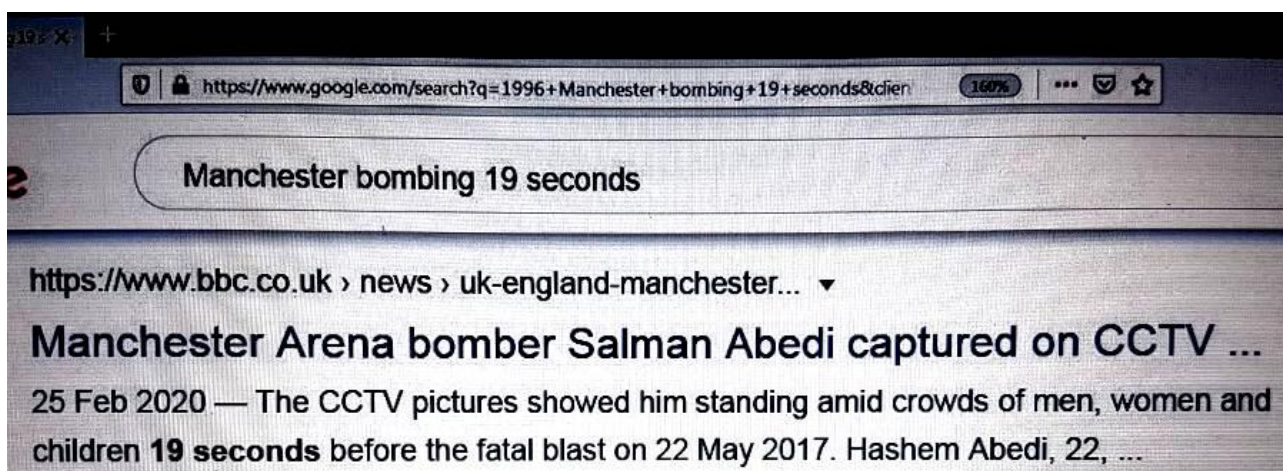 https://www.google.com/search?q=1996+Manchester+bombing+19+seconds&clien
160%
Manchester bombing 19 seconds
https://www.bbc.co.uk › news › uk-england-manchester...
Manchester Arena bomber Salman Abedi captured on CCTV ...
25 Feb 2020 — The CCTV pictures showed him standing amid crowds of men, women and
children 19 seconds before the fatal blast on 22 May 2017. Hashem Abedi, 22, ...